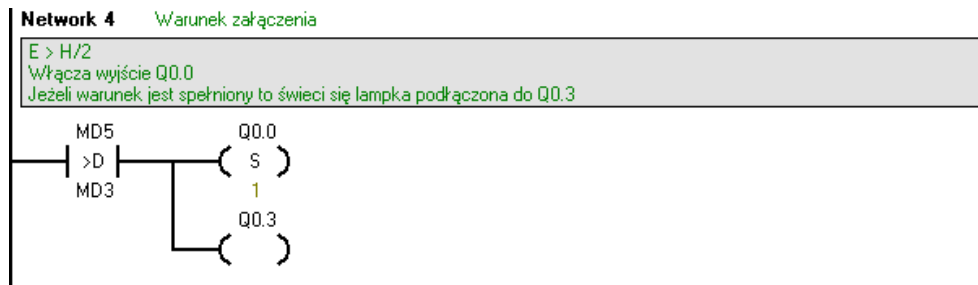 Network 4 Warunek załączenia
E > H/2
Włącza wyjście Q0.0
Jeżeli warunek jest spełniony to świeci się lampka podłączona do Q0.3
MD5 Q0.0
>D S
MD3 1
Q0.3